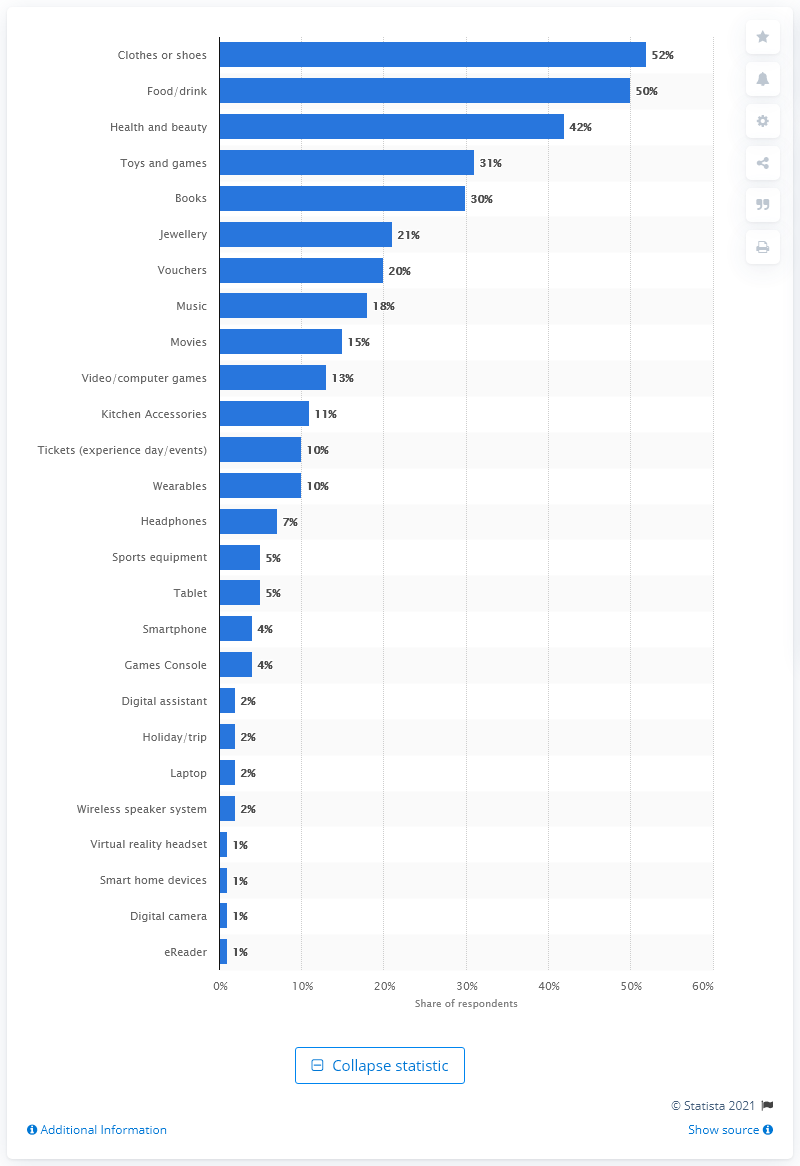 Clothes or shoes 52%
Food/drink 50%
Health and beauty 42%
Toys and games 31%
Books 30%
Jewellery 21%
Vouchers 20%
Music 18%
Movies 15%
Video/computer games 13%
Kitchen Accessories 11%
Tickets (experience day/events) 10%
Wearables 10%
Headphones 7%
Sports equipment 5%
Tablet 5%
Smartphone 4%
Games Console 4%
Digital assistant 2%
Holiday/trip 2%
Laptop 2%
Wireless speaker system 2%
Virtual reality headset 1%
Smart home devices 1%
Digital camera 1%
eReader 1%
0% 10% 20% 30% 40% 50% 60%
Share of respondents
Collapse statistic
© Statista 2021
Additional Information Show source